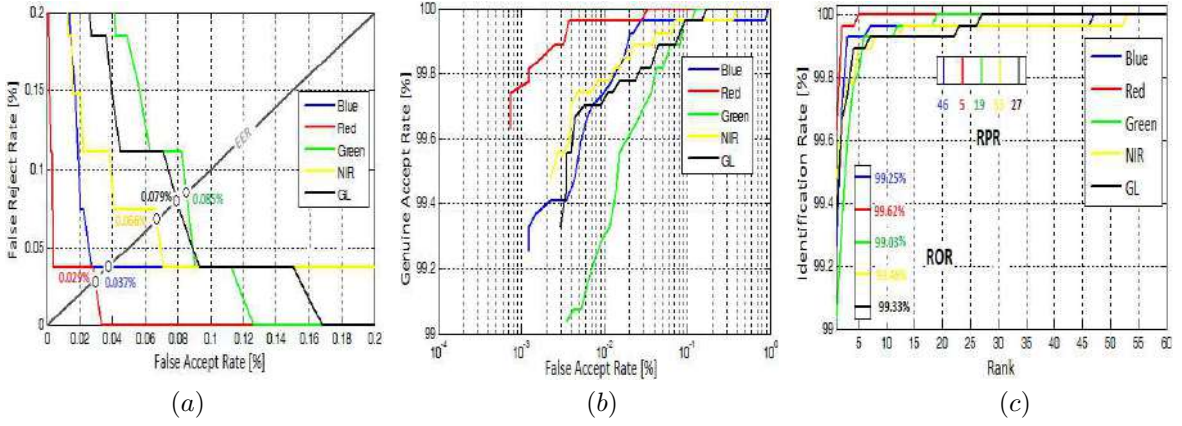 0.2
0.15
0.1
0.05
0
False Reject Rate [%]
EER
Blue
Red
Green
NIR
GL
0.079%
0.085%
0.066%
0.029%
0.037%
0 0.02 0.04 0.06 0.08 0.1 0.12 0.14 0.16 0.18 0.2
False Accept Rate [%]
(a)
100
99.8
99.6
99.4
99.2
99
Genuine Accept Rate [%]
Blue
Red
Green
NIR
GL
10-4 10-3 10-2 10-1 100
False Accept Rate [%]
(b)
100
99.8
99.6
99.4
99.2
99
Identification Rate [%]
46 5 19 53 27
RPR
Blue
Red
Green
NIR
GL
99.25%
99.62%
99.03%
99.48%
99.33%
ROR
5 10 15 20 25 30 35 40 45 50 55 60
Rank
(c)